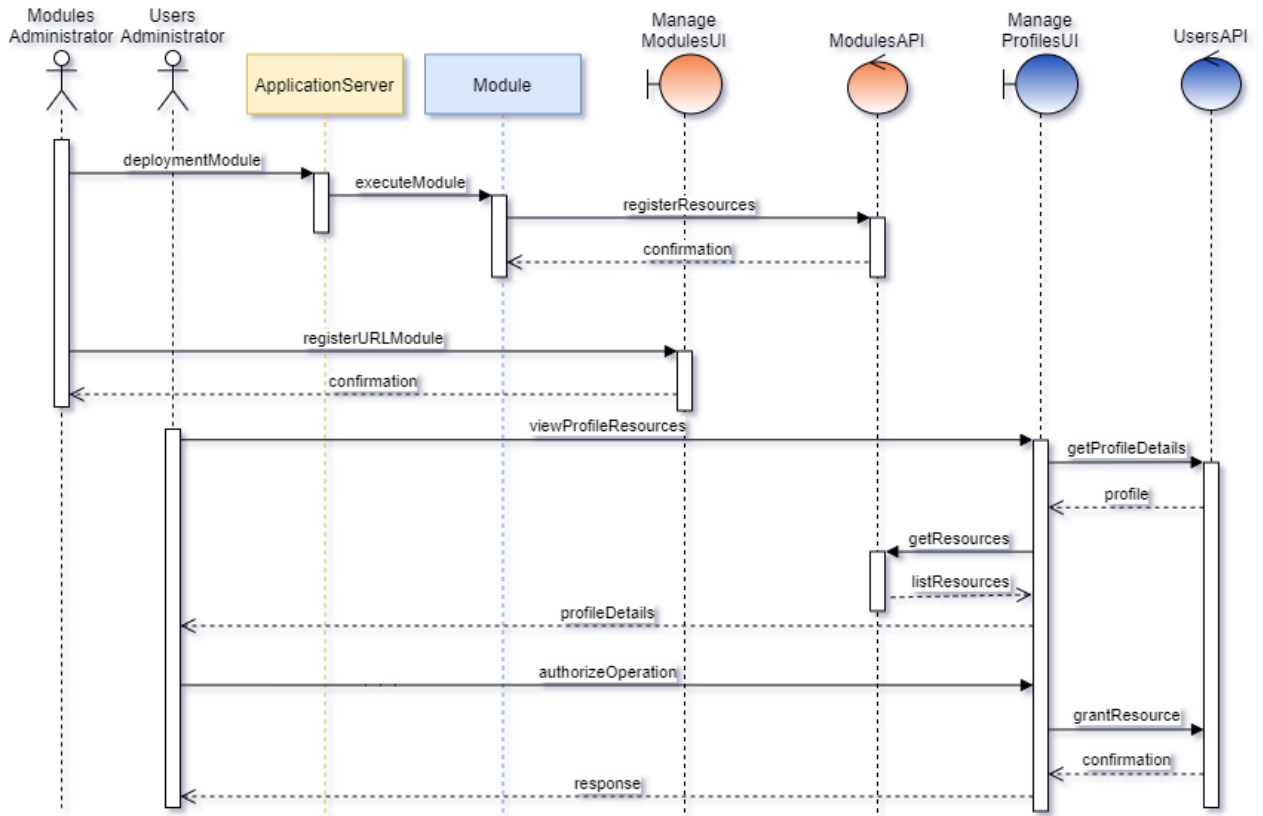 Modules
Administrator
Users
Administrator
ApplicationServer
Module
Manage
ModulesUI
ModulesAPI
Manage
ProfilesUI
UsersAPI
deploymentModule
executeModule
registerResources
confirmation
registerURLModule
confirmation
viewProfileResources
getProfileDetails
profile
getResources
listResources
profileDetails
authorizeOperation
grantResource
confirmation
response